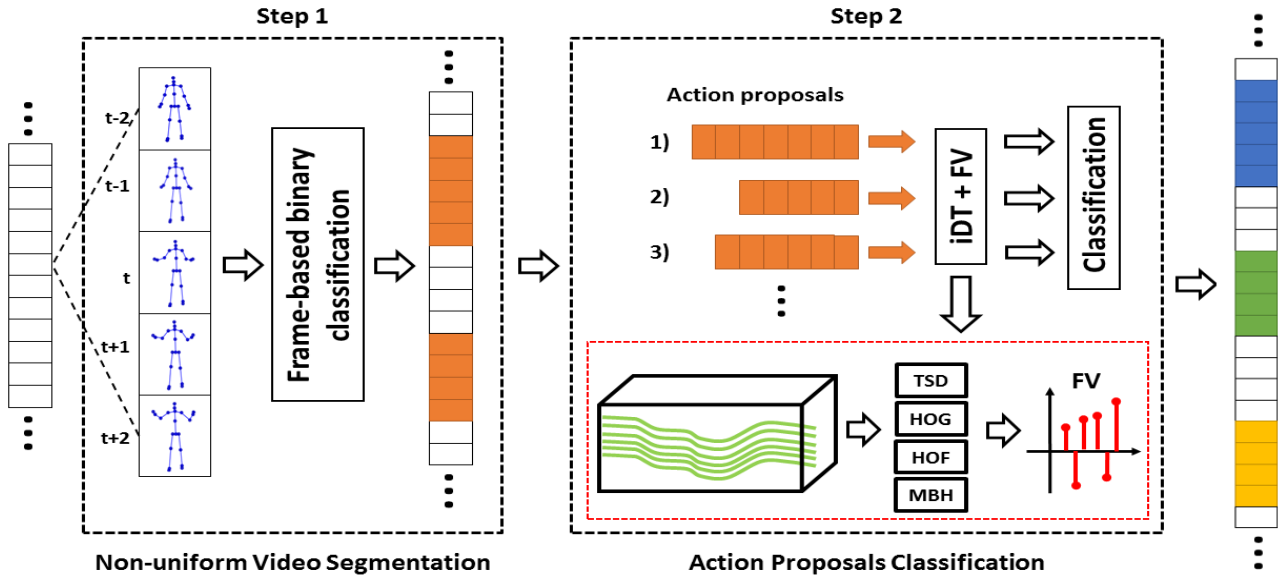 Step 1
Step 2
t-2
t-1
t
t+1
t+2
Frame-based binary
classification
Action proposals
1)
2)
3)
iDT + FV
Classification
TSD
HOG
HOF
MBH
FV
Non-uniform Video Segmentation
Action Proposals Classification